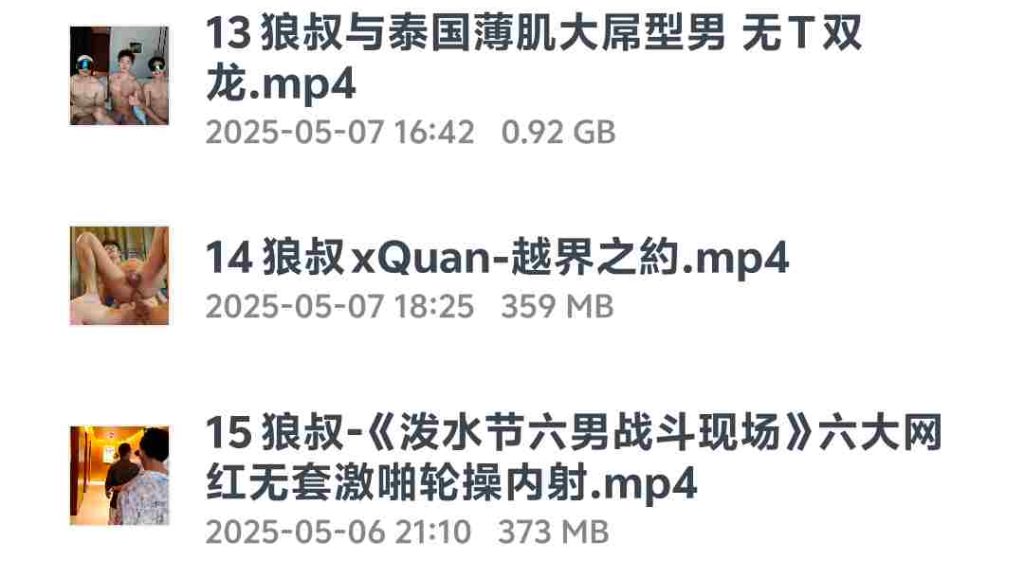 13 狼叔与泰国薄肌大屌型男 无T双
龙.mp4
2025-05-07 16:42 0.92 GB
14 狼叔xQuan-越界之約.mp4
2025-05-07 18:25 359 MB
15 狼叔-《泼水节六男战斗现场》六大网
红无套激啪轮操内射.mp4
2025-05-06 21:10 373 MB